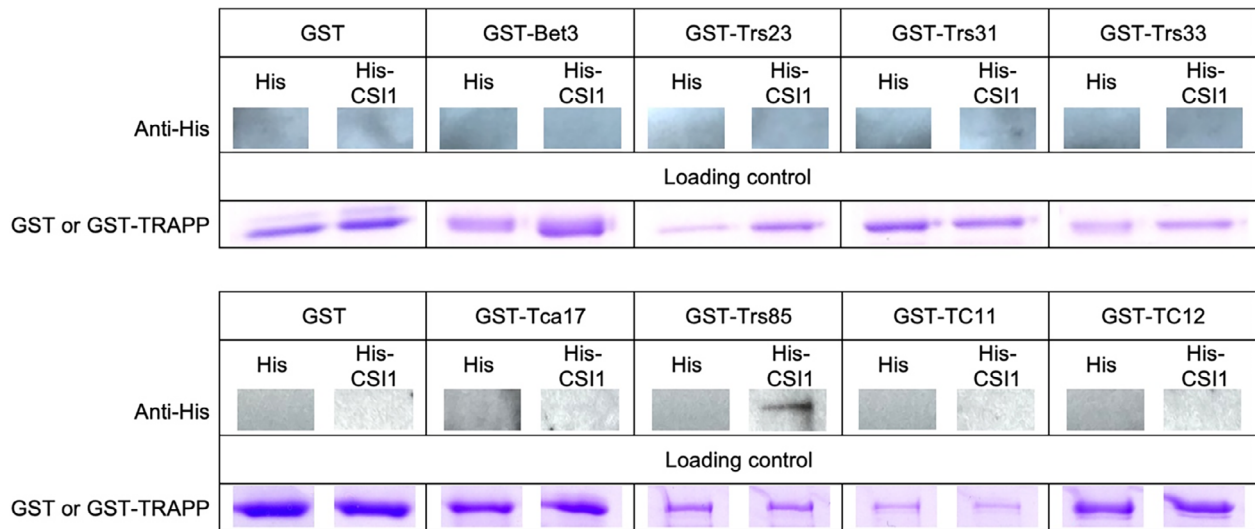 GST GST-Bet3 GST-Trs23 GST-Trs31 GST-Trs33
His His-CSI1 His His-CSI1 His His-CSI1 His His-CSI1 His His-CSI1
Anti-His
Loading control
GST or GST-TRAPP
GST GST-Tca17 GST-Trs85 GST-TC11 GST-TC12
His His-CSI1 His His-CSI1 His His-CSI1 His His-CSI1 His His-CSI1
Anti-His
Loading control
GST or GST-TRAPP